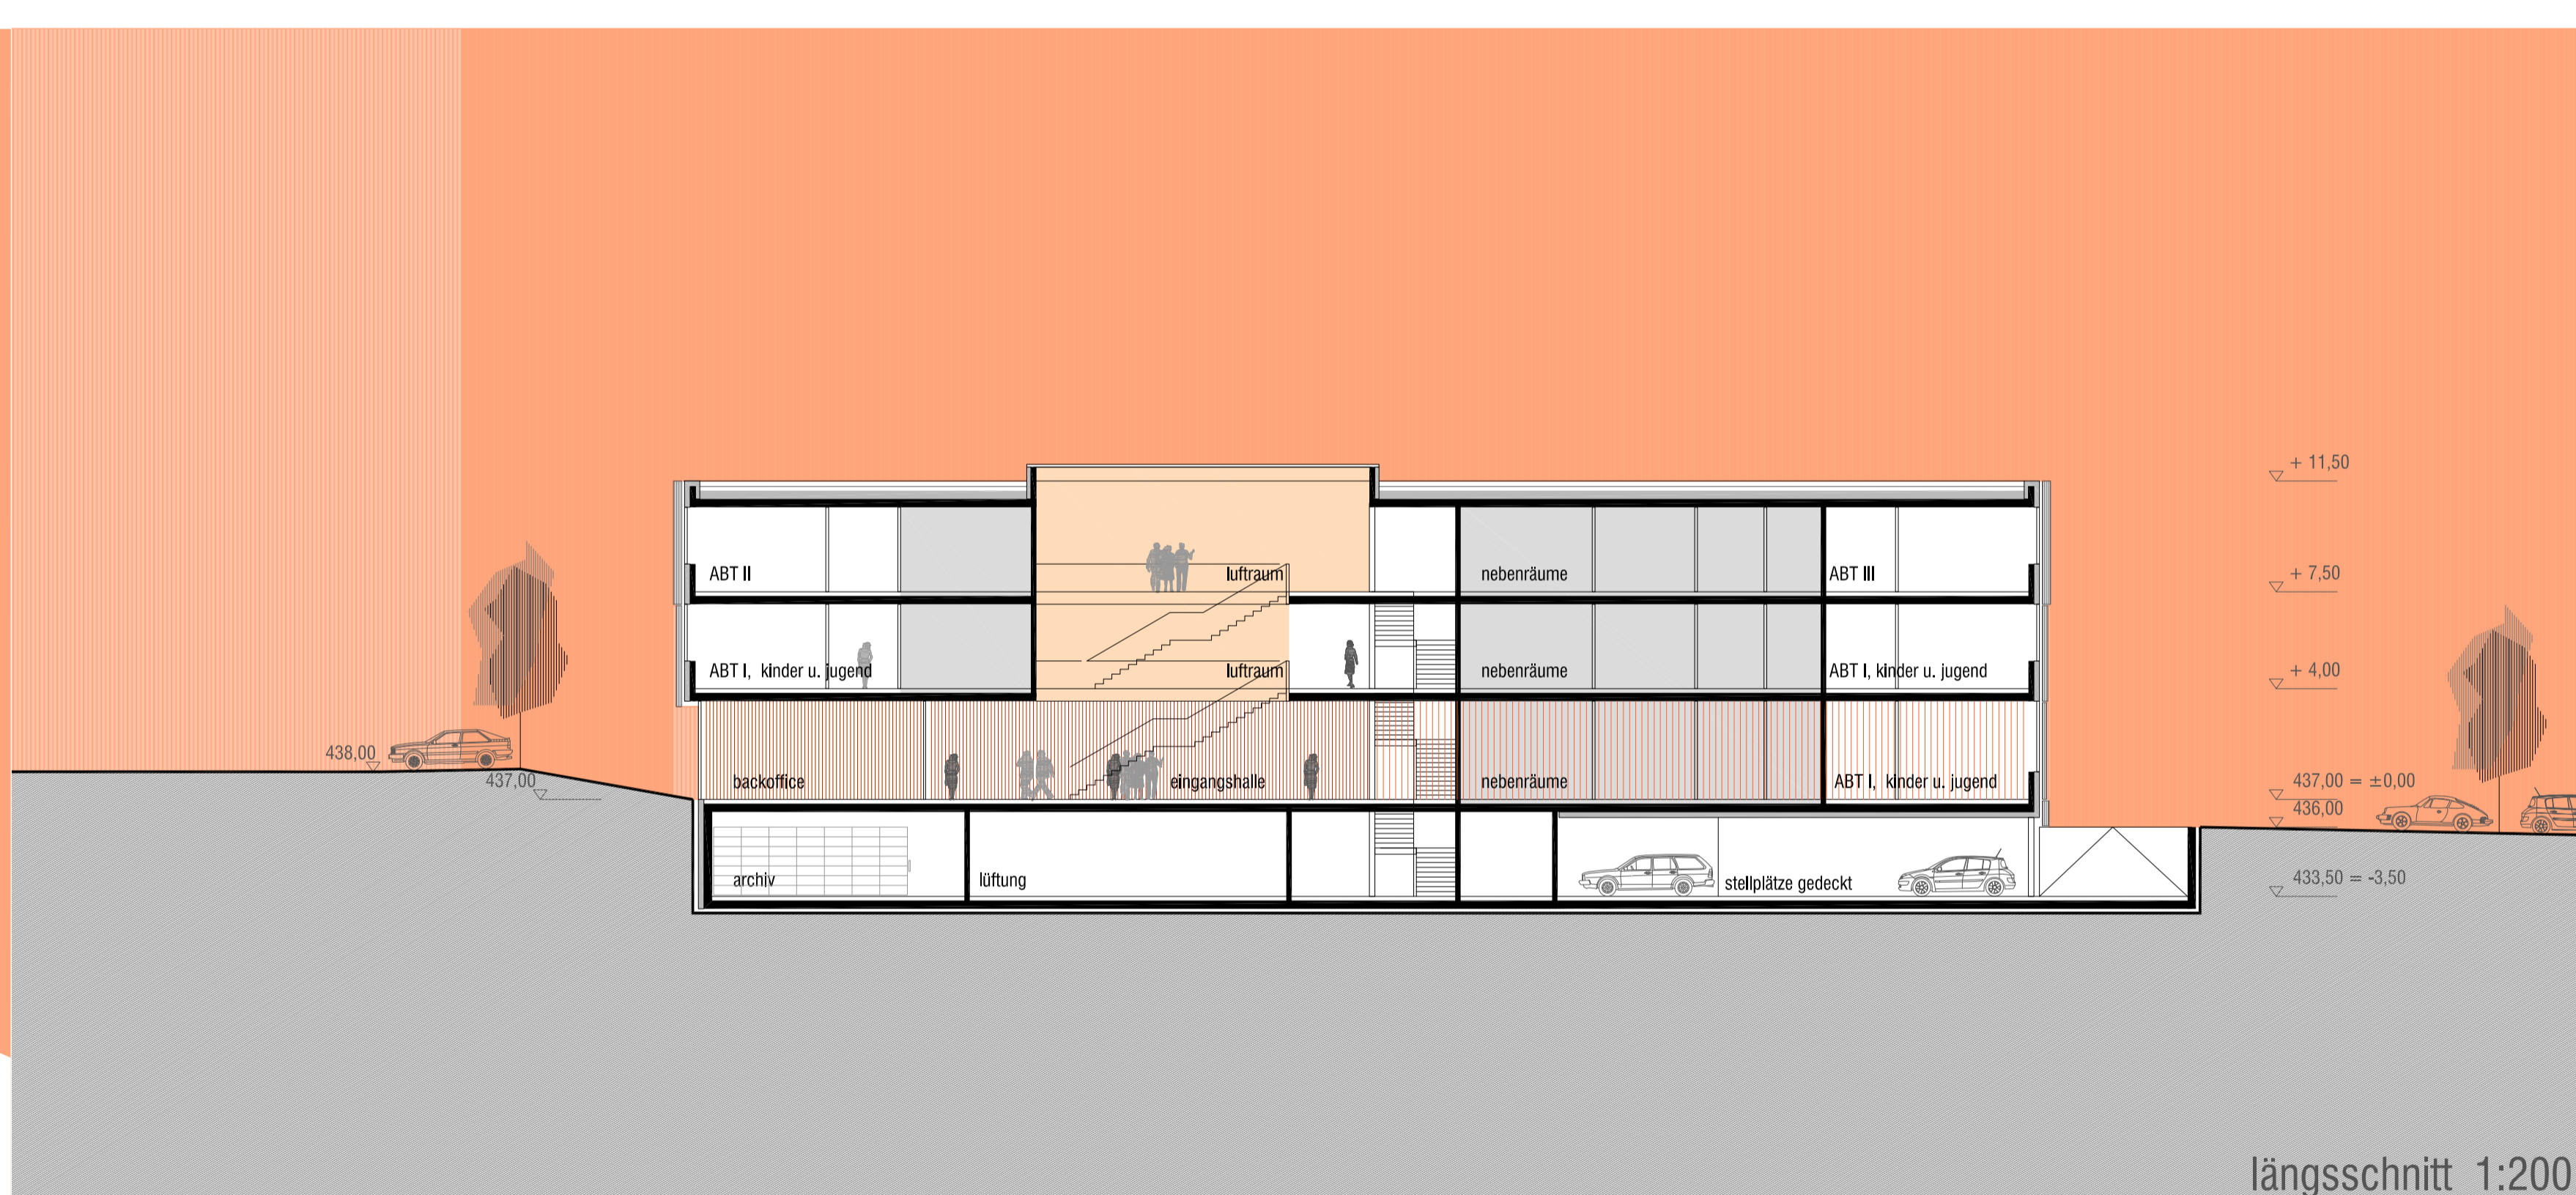 + 11,50
ABT II
luftraum
nebenräume
ABT III
+ 7,50
ABT I, kinder u. jugend
luftraum
nebenräume
ABT I, kinder u. jugend
+ 4,00
438,00
437,00
backoffice
eingangshalle
nebenräume
ABT I, kinder u. jugend
437,00 = ±0,00
436,00
archiv
lüftung
stellplätze gedeckt
433,50 = -3,50
längsschnitt 1:200